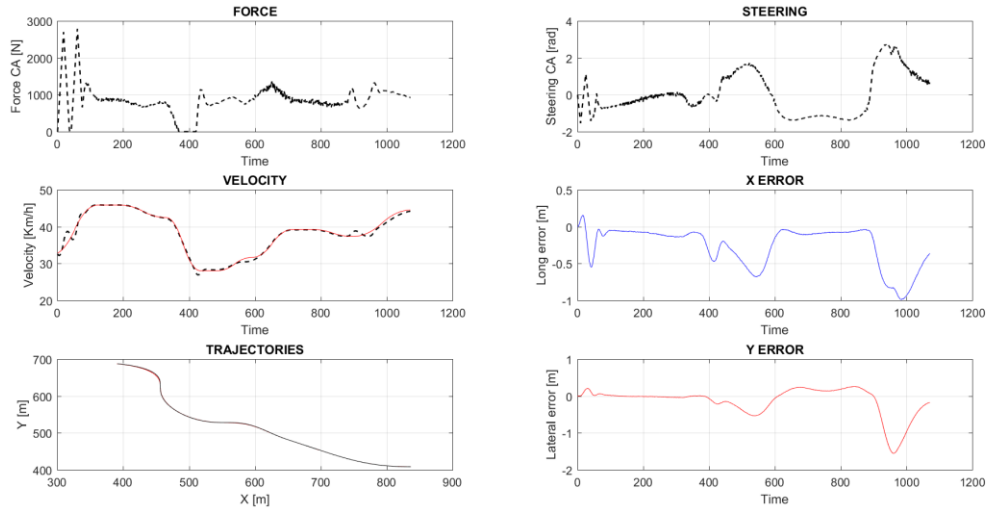 FORCE
Force CA [N]
3000
2000
1000
0
0 200 400 600 800 1000 1200
Time
STEERING
Steering CA [rad]
4
2
0
-2
0 200 400 600 800 1000 1200
Time
VELOCITY
Velocity [Km/h]
50
40
30
20
0 200 400 600 800 1000 1200
Time
X ERROR
Long error [m]
0.5
0
-0.5
-1
0 200 400 600 800 1000 1200
Time
TRAJECTORIES
Y [m]
700
600
500
400
300 400 500 600 700 800 900
X [m]
Y ERROR
Lateral error [m]
1
0
-1
-2
0 200 400 600 800 1000 1200
Time